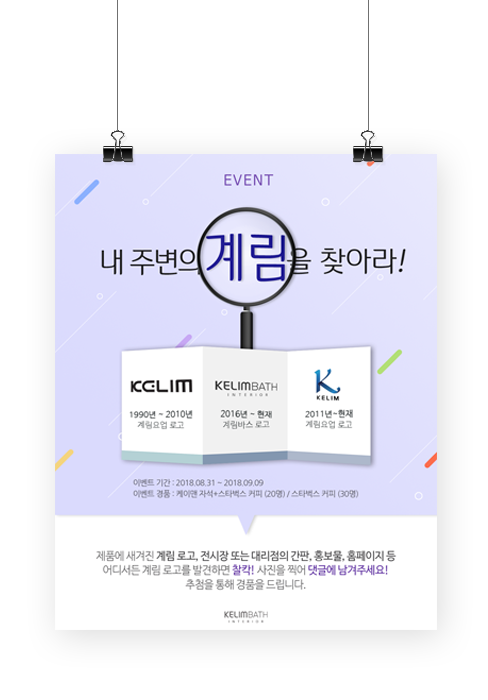 EVENT
내 주변의 계림을 찾아라!
KELIM
1990년 ~ 2010년
계림요업 로고
KELIMBATH
INTERIOR
2016년 ~ 현재
계림바스 로고
KELIM
2011년~현재
계림요업 로고
이벤트 기간 : 2018.08.31 ~ 2018.09.09
이벤트 경품 : 케이맨 자석+스타벅스 커피 (20명) / 스타벅스 커피 (30명)
제품에 새겨진 계림 로고, 전시장 또는 대리점의 간판, 홍보물, 홈페이지 등
어디서든 계림 로고를 발견하면 찰칵! 사진을 찍어 댓글에 남겨주세요!
추첨을 통해 경품을 드립니다.
KELIMBATH
INTERIOR